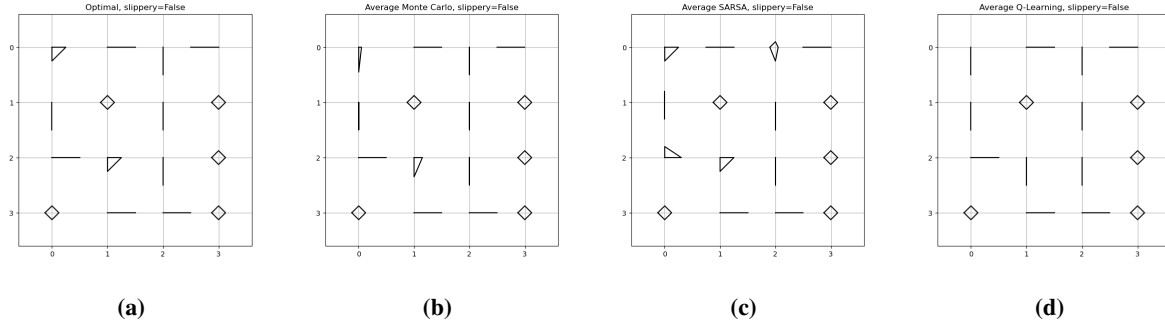 Optimal, slippery=False
0
1
2
3
0 1 2 3
(a)
Average Monte Carlo, slippery=False
0
1
2
3
0 1 2 3
(b)
Average SARSA, slippery=False
0
1
2
3
0 1 2 3
(c)
Average Q-Learning, slippery=False
0
1
2
3
0 1 2 3
(d)